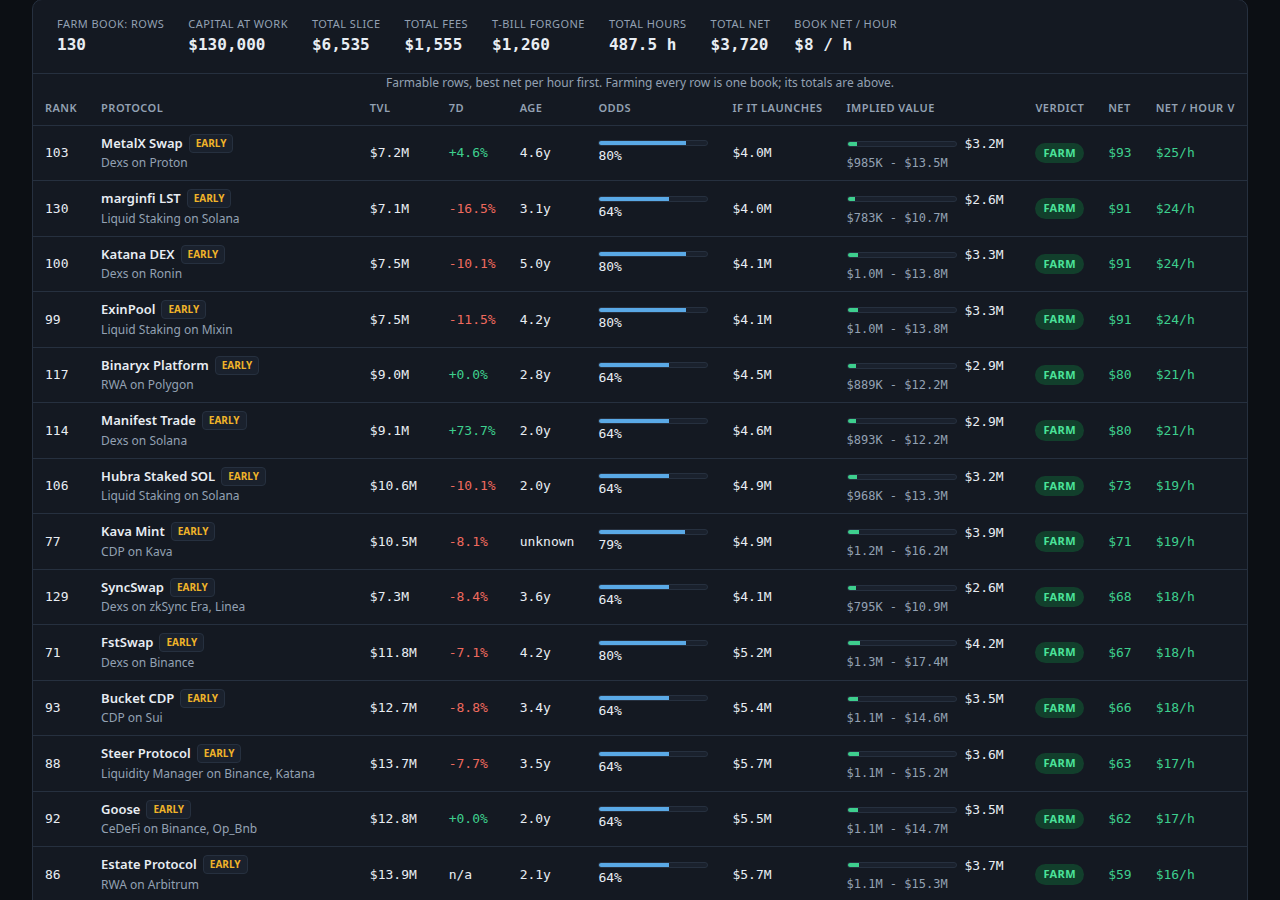 FARM BOOK: ROWS CAPITAL AT WORK TOTAL SLICE TOTAL FEES T-BILL FORGONE TOTAL HOURS TOTAL NET BOOK NET / HOUR
130 $130,000 $6,535 $1,555 $1,260 487.5 h $3,720 $8 / h
Farmable rows, best net per hour first. Farming every row is one book; its totals are above.
RANK PROTOCOL TVL 7D AGE ODDS IF IT LAUNCHES IMPLIED VALUE VERDICT NET NET / HOUR V
103 MetalX Swap EARLY $7.2M +4.6% 4.6y 80% $4.0M $3.2M FARM $93 $25/h
Dexs on Proton $985K - $13.5M
130 marginfi LST EARLY $7.1M -16.5% 3.1y 64% $4.0M $2.6M FARM $91 $24/h
Liquid Staking on Solana $783K - $10.7M
100 Katana DEX EARLY $7.5M -10.1% 5.0y 80% $4.1M $3.3M FARM $91 $24/h
Dexs on Ronin $1.0M - $13.8M
99 ExinPool EARLY $7.5M -11.5% 4.2y 80% $4.1M $3.3M FARM $91 $24/h
Liquid Staking on Mixin $1.0M - $13.8M
117 Binaryx Platform EARLY $9.0M +0.0% 2.8y 64% $4.5M $2.9M FARM $80 $21/h
RWA on Polygon $889K - $12.2M
114 Manifest Trade EARLY $9.1M +73.7% 2.0y 64% $4.6M $2.9M FARM $80 $21/h
Dexs on Solana $893K - $12.2M
106 Hubra Staked SOL EARLY $10.6M -10.1% 2.0y 64% $4.9M $3.2M FARM $73 $19/h
Liquid Staking on Solana $968K - $13.3M
77 Kava Mint EARLY $10.5M -8.1% unknown 79% $4.9M $3.9M FARM $71 $19/h
CDP on Kava $1.2M - $16.2M
129 SyncSwap EARLY $7.3M -8.4% 3.6y 64% $4.1M $2.6M FARM $68 $18/h
Dexs on zkSync Era, Linea $795K - $10.9M
71 FstSwap EARLY $11.8M -7.1% 4.2y 80% $5.2M $4.2M FARM $67 $18/h
Dexs on Binance $1.3M - $17.4M
93 Bucket CDP EARLY $12.7M -8.8% 3.4y 64% $5.4M $3.5M FARM $66 $18/h
CDP on Sui $1.1M - $14.6M
88 Steer Protocol EARLY $13.7M -7.7% 3.5y 64% $5.7M $3.6M FARM $63 $17/h
Liquidity Manager on Binance, Katana $1.1M - $15.2M
92 Goose EARLY $12.8M +0.0% 2.0y 64% $5.5M $3.5M FARM $62 $17/h
CeDeFi on Binance, Op_Bnb $1.1M - $14.7M
86 Estate Protocol EARLY $13.9M n/a 2.1y 64% $5.7M $3.7M FARM $59 $16/h
RWA on Arbitrum $1.1M - $15.3M